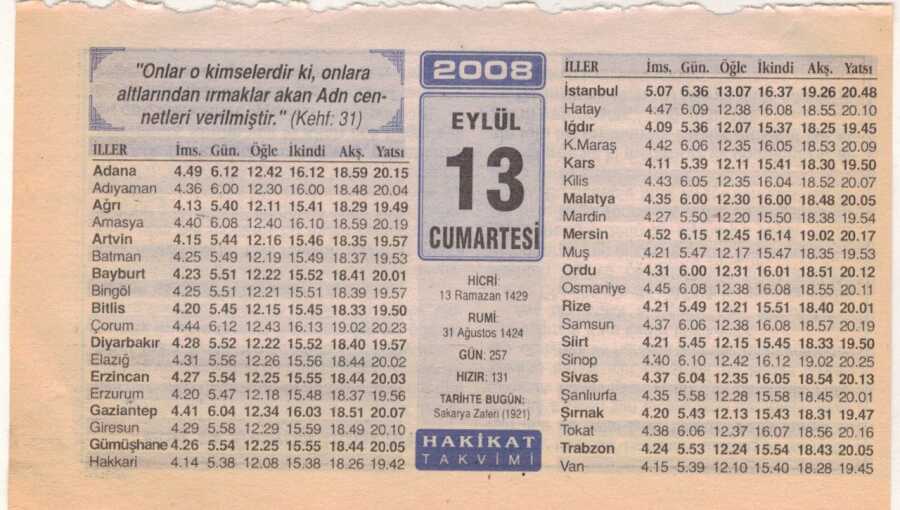 "Onlar o kimselerdir ki, onlara
altlarından ırmaklar akan Adn cen-
netleri verilmiştir." (Kehf: 31)
İLLER İms. Gün. Öğle İkindi Akş. Yatsı
Adana 4.49 6.12 12.42 16.12 18.59 20.15
Adıyaman 4.36 6.00 12.30 16.00 18.48 20.04
Ağrı 4.13 5.40 12.11 15.41 18.29 19.49
Amasya 4.40 6.08 12.40 16.10 18.59 20.19
Artvin 4.15 5.44 12.16 15.46 18.35 19.57
Batman 4.25 5.49 12.19 15.49 18.37 19.53
Bayburt 4.23 5.51 12.22 15.52 18.41 20.01
Bingöl 4.25 5.51 12.21 15.51 18.39 19.57
Bitlis 4.20 5.45 12.15 15.45 18.33 19.50
Çorum 4.44 6.12 12.43 16.13 19.02 20.23
Diyarbakır 4.28 5.52 12.22 15.52 18.40 19.57
Elazığ 4.31 5.56 12.26 15.56 18.44 20.02
Erzincan 4.27 5.54 12.25 15.55 18.44 20.03
Erzurum 4.20 5.47 12.18 15.48 18.37 19.56
Gaziantep 4.41 6.04 12.34 16.03 18.51 20.07
Giresun 4.29 5.58 12.29 15.59 18.49 20.10
Gümüşhane 4.26 5.54 12.25 15.55 18.44 20.05
Hakkari 4.14 5.38 12.08 15.38 18.26 19.42
2008
EYLÜL
13
CUMARTESİ
HİCRİ:
13 Ramazan 1429
RUMİ:
31 Ağustos 1424
GÜN: 257
HIZIR: 131
TARİHTE BUGÜN:
Sakarya Zaferi (1921)
HAKİKAT
TAKVİMİ
İLLER İms. Gün. Öğle İkindi Akş. Yatsı
İstanbul 5.07 6.36 13.07 16.37 19.26 20.48
Hatay 4.47 6.09 12.38 16.08 18.55 20.10
Iğdır 4.09 5.36 12.07 15.37 18.25 19.45
K.Maraş 4.42 6.06 12.35 16.05 18.53 20.09
Kars 4.11 5.39 12.11 15.41 18.30 19.50
Kilis 4.43 6.05 12.35 16.04 18.52 20.07
Malatya 4.35 6.00 12.30 16.00 18.48 20.05
Mardin 4.27 5.50 12.20 15.50 18.38 19.54
Mersin 4.52 6.15 12.45 16.14 19.02 20.17
Muş 4.21 5.47 12.17 15.47 18.35 19.53
Ordu 4.31 6.00 12.31 16.01 18.51 20.12
Osmaniye 4.45 6.08 12.38 16.08 18.55 20.11
Rize 4.21 5.49 12.21 15.51 18.40 20.01
Samsun 4.37 6.06 12.38 16.08 18.57 20.19
Siirt 4.21 5.45 12.15 15.45 18.33 19.50
Sinop 4.40 6.10 12.42 16.12 19.02 20.25
Sivas 4.37 6.04 12.35 16.05 18.54 20.13
Şanlıurfa 4.35 5.58 12.28 15.58 18.45 20.01
Şırnak 4.20 5.43 12.13 15.43 18.31 19.47
Tokat 4.38 6.06 12.37 16.07 18.56 20.16
Trabzon 4.24 5.53 12.24 15.54 18.43 20.05
Van 4.15 5.39 12.10 15.40 18.28 19.45